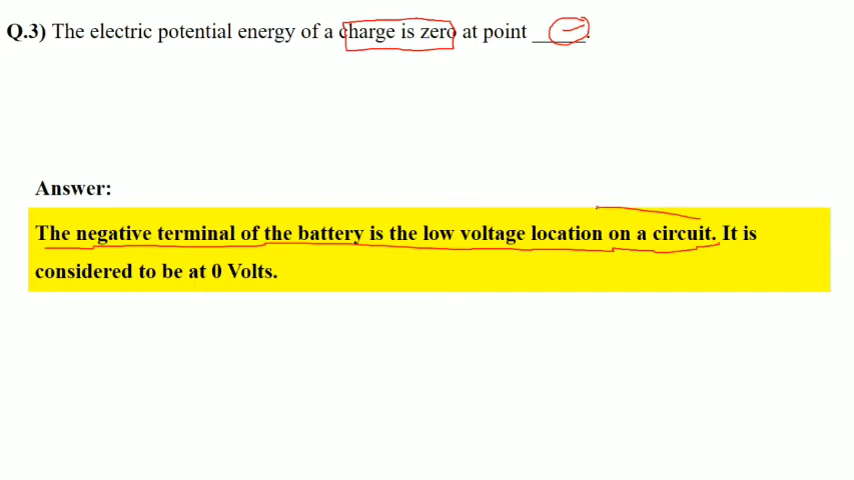 Q.3) The electric potential energy of a charge is zero at point _____.
Answer:
The negative terminal of the battery is the low voltage location on a circuit. It is
considered to be at 0 Volts.